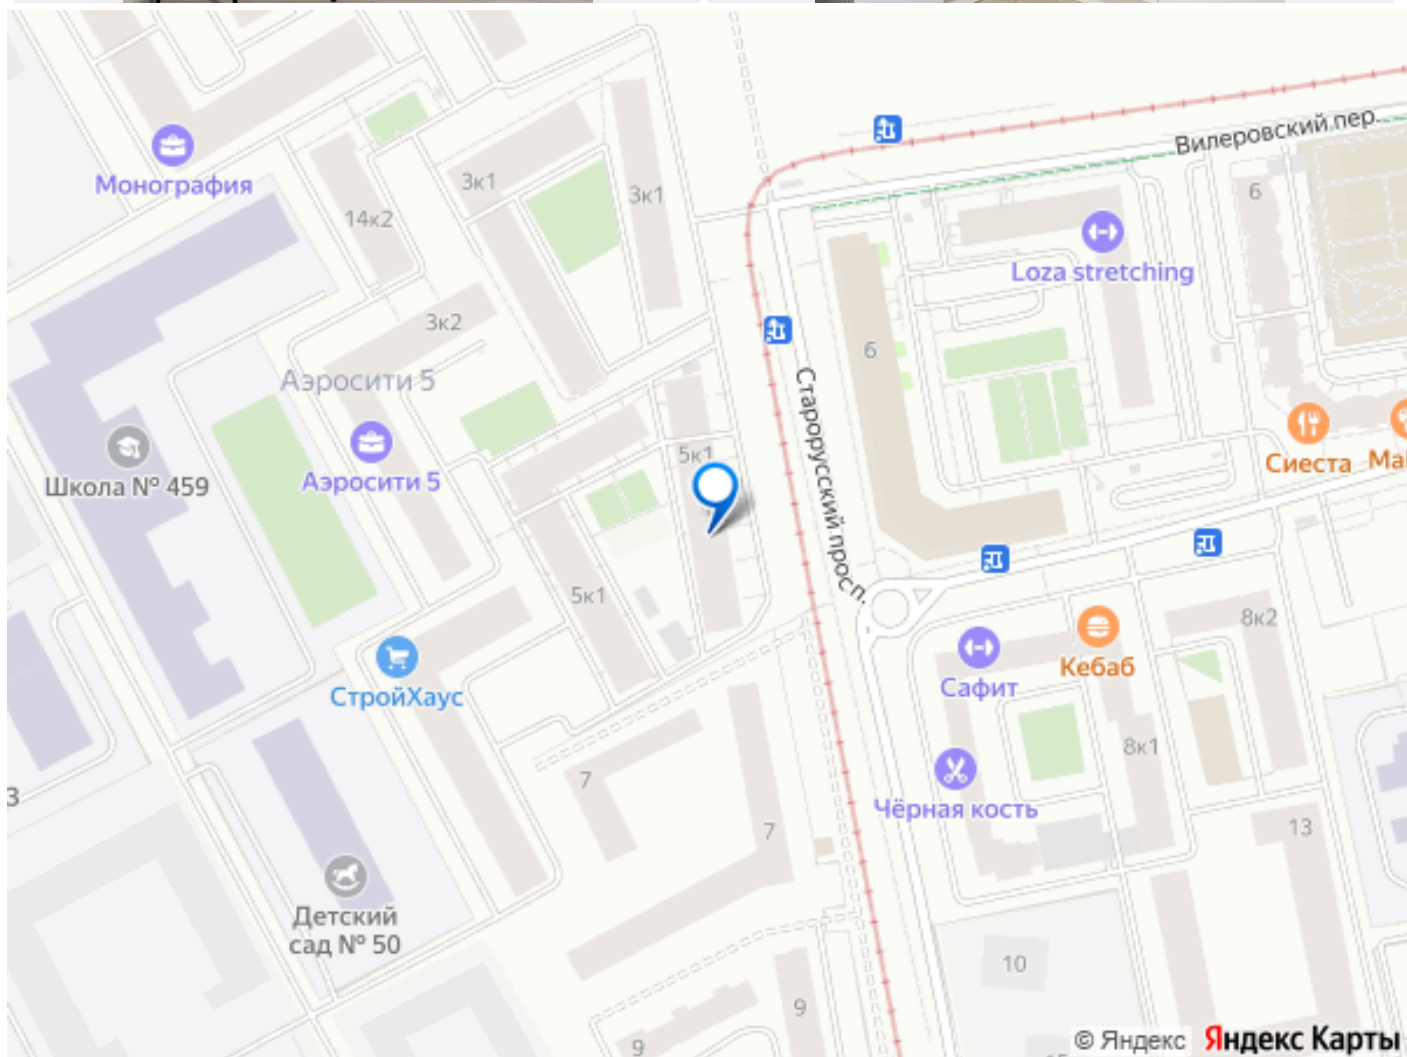 Вилеровский пер.
Монография
3к1
3к1
14к2
6
Loza stretching
3к2
6
Аэросити 5
Старорусский просп.
5к1
Сиеста
Школа № 459
Аэросити 5
5к1
8к2
Кебаб
Сафит
СтройХаус
8к1
7
3
Чёрная кость
7
13
Детский
сад № 50
10
9
9
© Яндекс Яндекс Карты